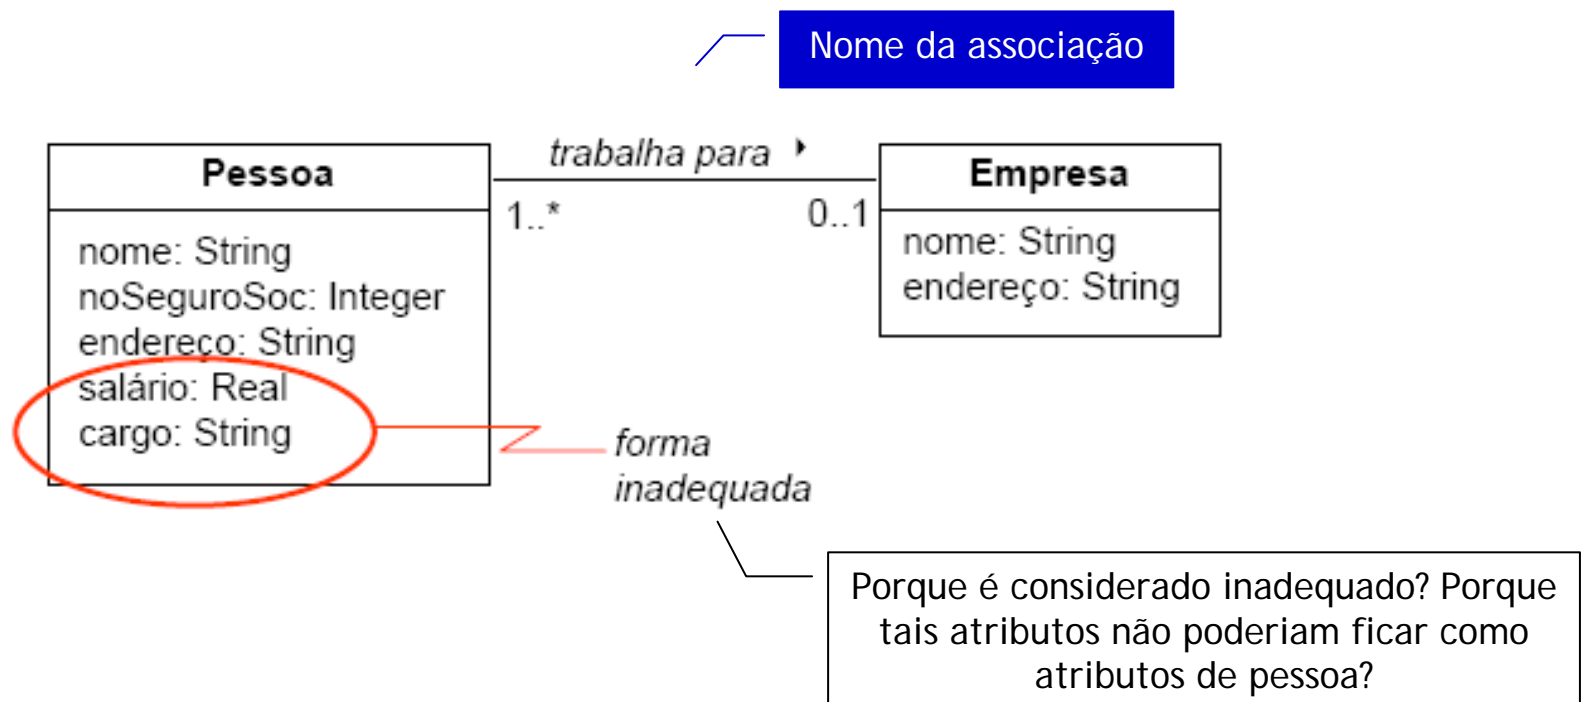 Nome da associação
trabalha para
Pessoa
Empresa
1..*
0..1
nome: String
noSeguroSoc: Integer
endereço: String
salário: Real
cargo: String
nome: String
endereço: String
forma
inadequada
Porque é considerado inadequado? Porque
tais atributos não poderiam ficar como
atributos de pessoa?